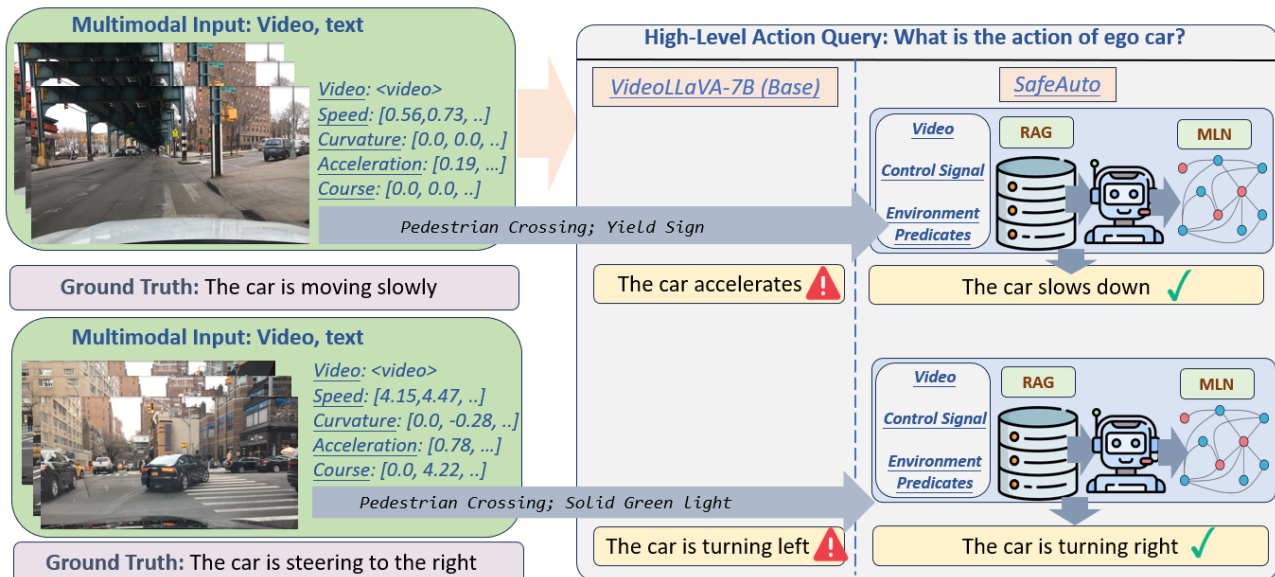 Multimodal Input: Video, text
Video: <video>
Speed: [0.56,0.73, ..]
Curvature: [0.0, 0.0, ..]
Acceleration: [0.19, ...]
Course: [0.0, 0.0, ..]
Pedestrian Crossing; Yield Sign
Ground Truth: The car is moving slowly
Multimodal Input: Video, text
Video: <video>
Speed: [4.15,4.47, ..]
Curvature: [0.0, -0.28, ..]
Acceleration: [0.78, ...]
Course: [0.0, 4.22, ..]
Pedestrian Crossing; Solid Green light
Ground Truth: The car is steering to the right
High-Level Action Query: What is the action of ego car?
VideoLLaVA-7B (Base)
The car accelerates
The car is turning left
SafeAuto
Video
Control Signal
Environment
Predicates
RAG
MLN
The car slows down
Video
Control Signal
Environment
Predicates
RAG
MLN
The car is turning right